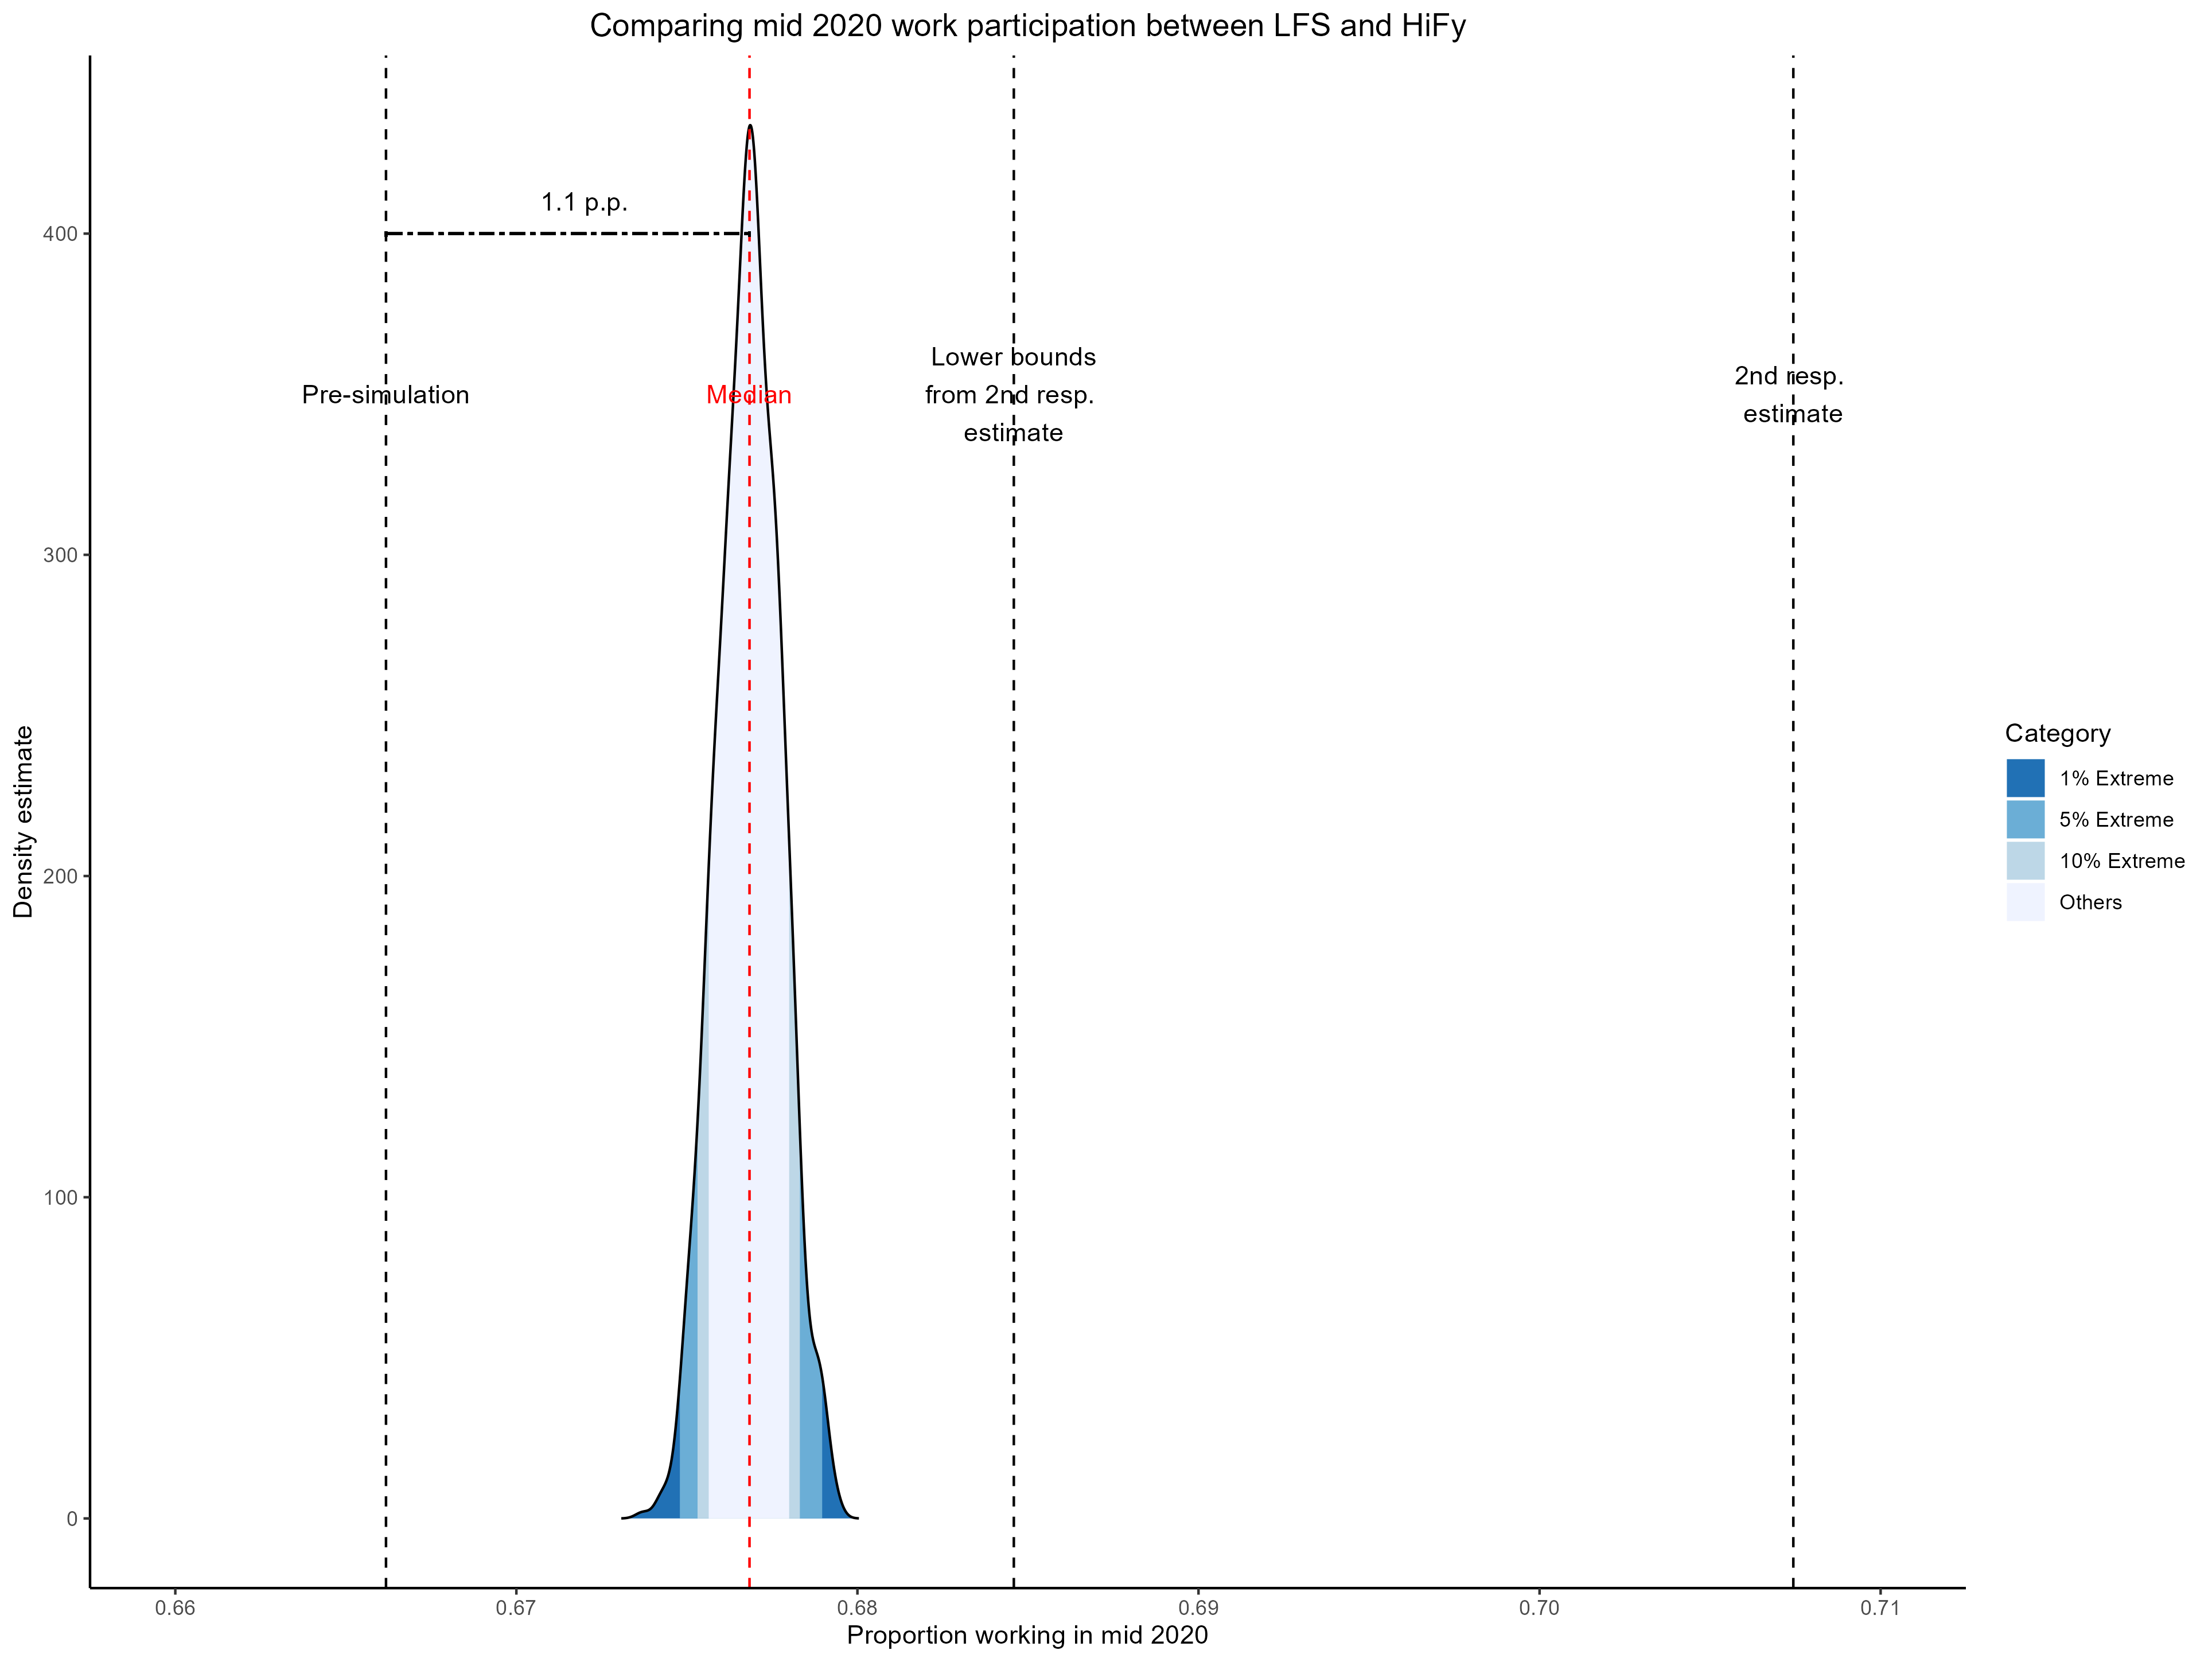 Comparing mid 2020 work participation between LFS and HiFy
1.1 p.p.
Pre-simulation
Median
Lower bounds
from 2nd resp.
estimate
2nd resp.
estimate
400
300
200
100
0
Density estimate
0.66
0.67
0.68
0.69
0.70
0.71
Proportion working in mid 2020
Category
1% Extreme
5% Extreme
10% Extreme
Others